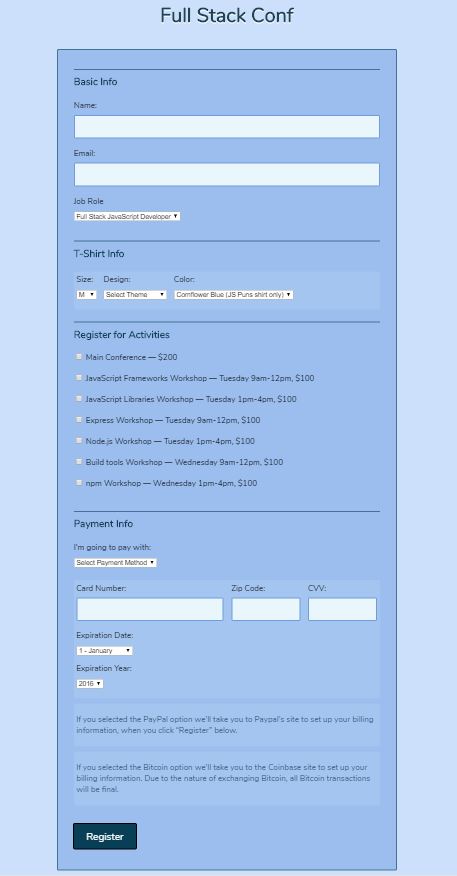 Full Stack Conf
Basic Info
Name:
Email:
Job Role
Full Stack JavaScript Developer
T-Shirt Info
Size: Design: Color:
M Select Theme Cornflower Blue (JS Puns shirt only)
Register for Activities
Main Conference — $200
JavaScript Frameworks Workshop — Tuesday 9am-12pm, $100
JavaScript Libraries Workshop — Tuesday 1pm-4pm, $100
Express Workshop — Tuesday 9am-12pm, $100
Node.js Workshop — Tuesday 1pm-4pm, $100
Build tools Workshop — Wednesday 9am-12pm, $100
npm Workshop — Wednesday 1pm-4pm, $100
Payment Info
I'm going to pay with:
Select Payment Method
Card Number: Zip Code: CVV:
Expiration Date:
1 - January
Expiration Year:
2016
If you selected the PayPal option we'll take you to Paypal's site to set up your billing
information, when you click "Register" below.
If you selected the Bitcoin option we'll take you to the Coinbase site to set up your
billing information. Due to the nature of exchanging Bitcoin, all Bitcoin transactions
will be final.
Register